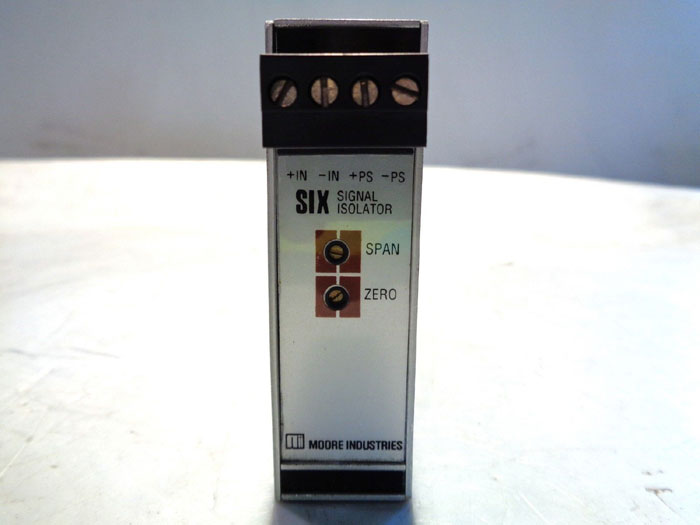 +IN -IN +PS -PS
SIX SIGNAL
ISOLATOR
SPAN
ZERO
MOORE INDUSTRIES